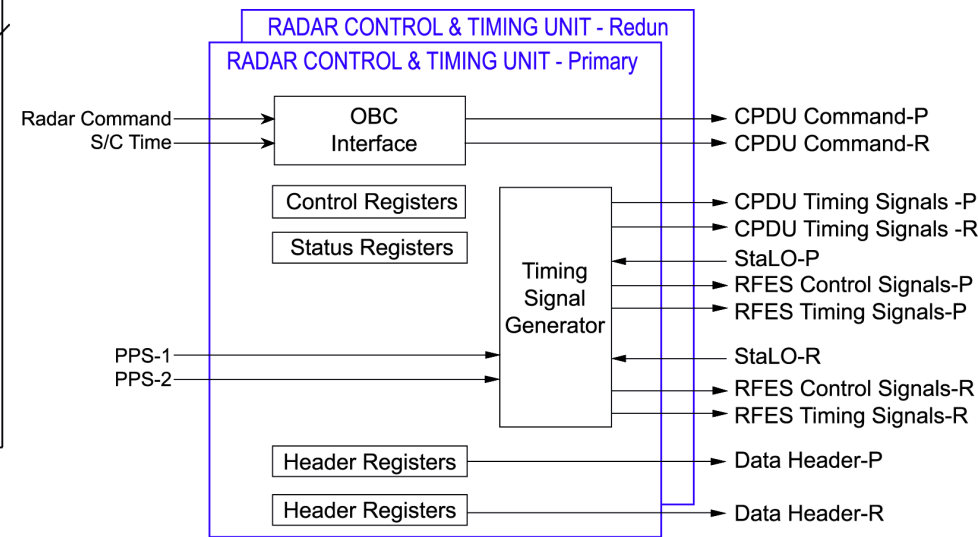 RADAR CONTROL & TIMING UNIT - Redun
RADAR CONTROL & TIMING UNIT - Primary
Radar Command
S/C Time
OBC
Interface
CPDU Command-P
CPDU Command-R
Control Registers
Status Registers
Timing
Signal
Generator
CPDU Timing Signals -P
CPDU Timing Signals -R
StaLO-P
RFES Control Signals-P
RFES Timing Signals-P
PPS-1
PPS-2
StaLO-R
RFES Control Signals-R
RFES Timing Signals-R
Header Registers
Data Header-P
Header Registers
Data Header-R